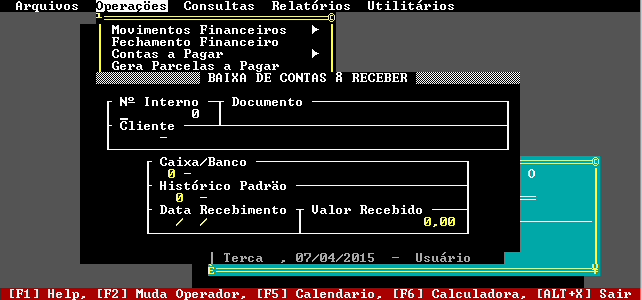 Arquivos Operações Consultas Relatórios Utilitários
Movimentos Financeiros
Fechamento Financeiro
Contas a Pagar
Gera Parcelas a Pagar
BAIXA DE CONTAS A RECEBER
Nº Interno Documento
0
Cliente
-
Caixa/Banco
0 -
Histórico Padrão
0 -
Data Recebimento Valor Recebido
/ / 0,00
O
Terca , 07/04/2015 - Usuário
[F1] Help, [F2] Muda Operador, [F5] Calendario, [F6] Calculadora, [ALT+X] Sair